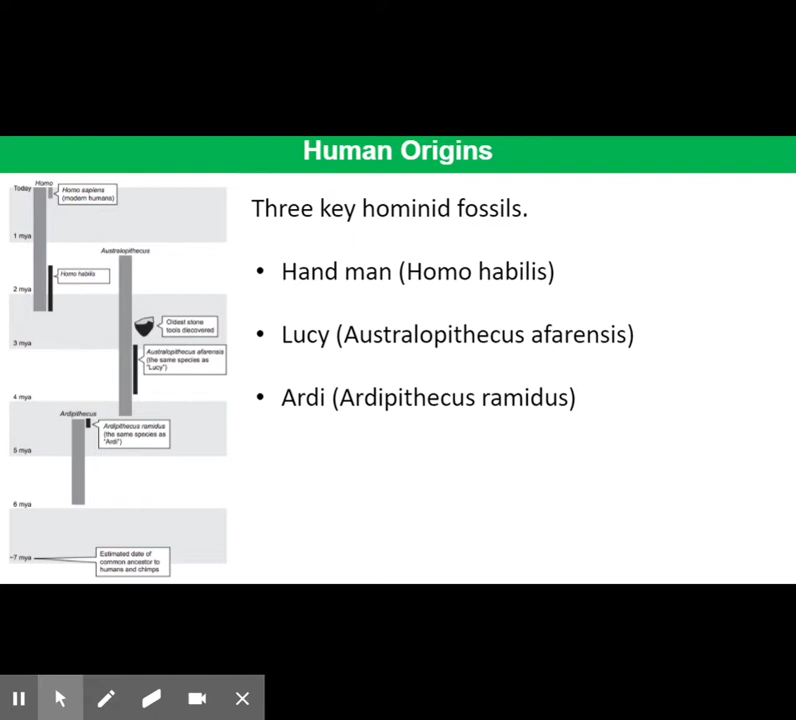 Human Origins
Today
Homo
Homo sapiens
(modern humans)
1 mya
Australopithecus
Homo habilis
2 mya
Oldest stone
tools discovered
3 mya
Australopithecus afarensis
(the same species as
"Lucy")
4 mya
Ardipithecus
Ardipithecus ramidus
(the same species as
"Ardi")
5 mya
6 mya
~7 mya
Estimated date of
common ancestor to
humans and chimps
Three key hominid fossils.
• Hand man (Homo habilis)
• Lucy (Australopithecus afarensis)
• Ardi (Ardipithecus ramidus)